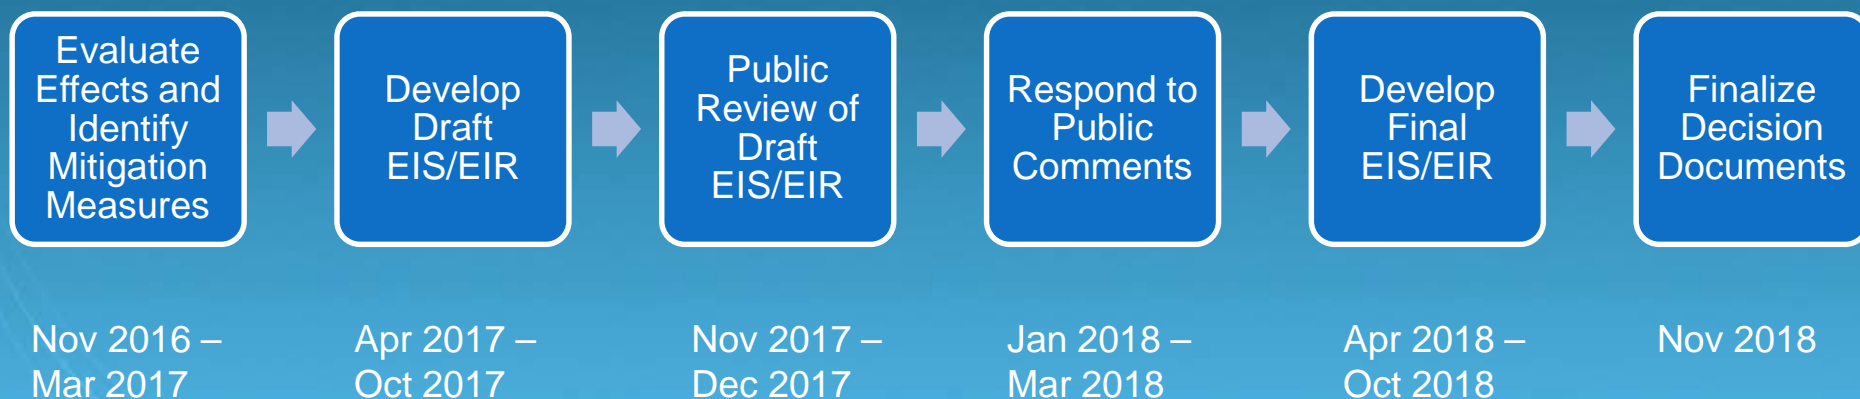 Evaluate
Effects and
Identify
Mitigation
Measures
Develop
Draft
EIS/EIR
Public
Review of
Draft
EIS/EIR
Respond to
Public
Comments
Develop
Final
EIS/EIR
Finalize
Decision
Documents
Nov 2016 –
Mar 2017
Apr 2017 –
Oct 2017
Nov 2017 –
Dec 2017
Jan 2018 –
Mar 2018
Apr 2018 –
Oct 2018
Nov 2018